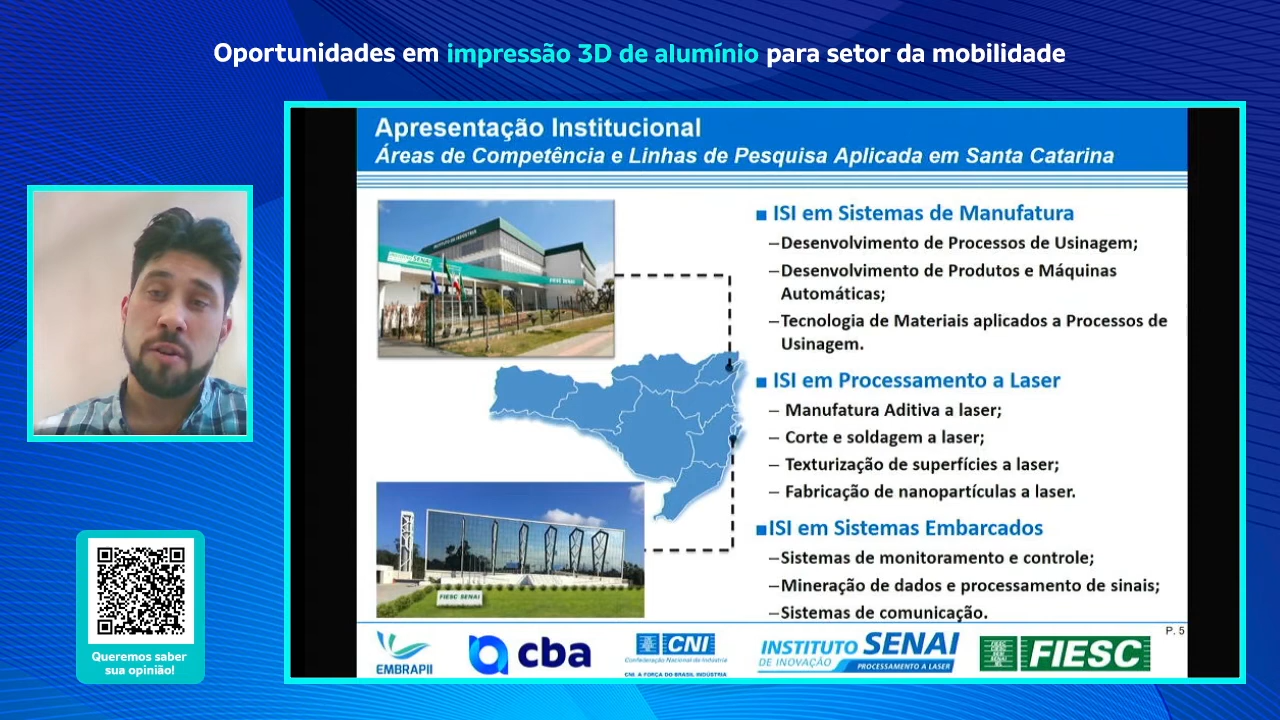 Oportunidades em impressão 3D de alumínio para setor da mobilidade
Apresentação Institucional
Áreas de Competência e Linhas de Pesquisa Aplicada em Santa Catarina
■ ISI em Sistemas de Manufatura
–Desenvolvimento de Processos de Usinagem;
–Desenvolvimento de Produtos e Máquinas
Automáticas;
–Tecnologia de Materiais aplicados a Processos de
Usinagem.
■ ISI em Processamento a Laser
– Manufatura Aditiva a laser;
– Corte e soldagem a laser;
– Texturização de superfícies a laser;
– Fabricação de nanopartículas a laser.
■ISI em Sistemas Embarcados
–Sistemas de monitoramento e controle;
–Mineração de dados e processamento de sinais;
–Sistemas de comunicação.
FIESC SENAI
P. 5
EMBRAPII
cba
CNI
Confederação Nacional da Indústria
CNI. A FORÇA DO BRASIL INDÚSTRIA
INSTITUTO SENAI
DE INOVAÇÃO PROCESSAMENTO A LASER
FIESC
Queremos saber
sua opinião!